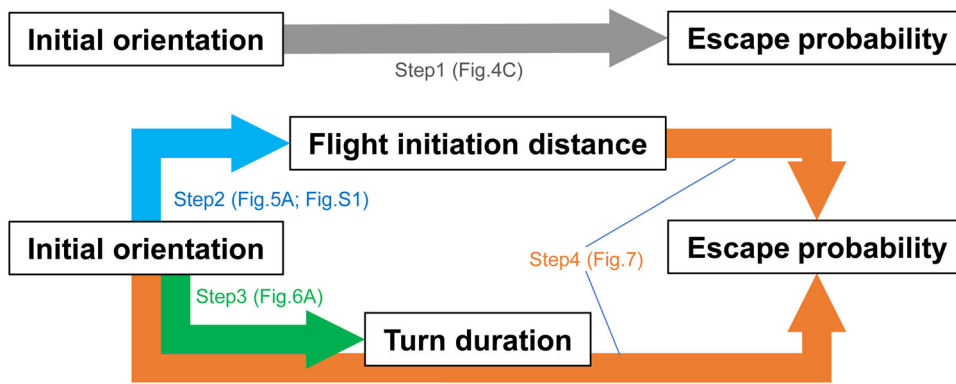 Initial orientation
Escape probability
Step1 (Fig.4C)
Flight initiation distance
Step2 (Fig.5A; Fig.S1)
Initial orientation
Escape probability
Step4 (Fig.7)
Step3 (Fig.6A)
Turn duration